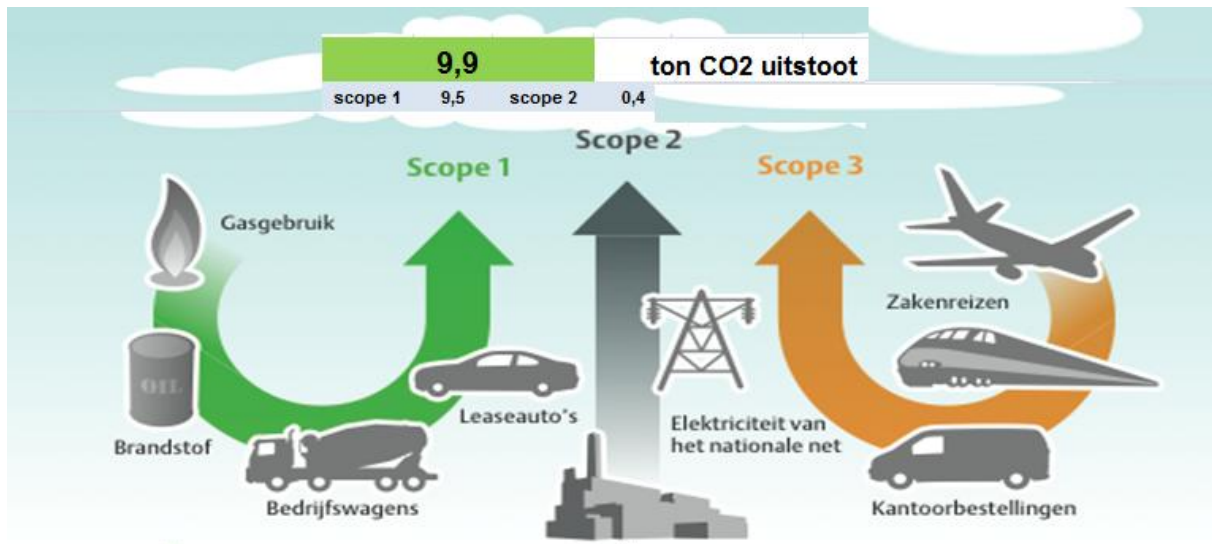 9,9 ton CO2 uitstoot
scope 1 9,5 scope 2 0,4
Scope 1
Scope 2
Scope 3
Gasgebruik
OIL
Brandstof
Bedrijfswagens
Leaseauto's
Elektriciteit van
het nationale net
Zakenreizen
Kantoorbestellingen